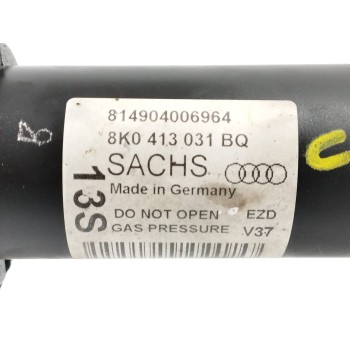 814904006964
8K0 413 031 BQ
SACHS
Made in Germany
13S
DO NOT OPEN EZD
GAS PRESSURE V37
U